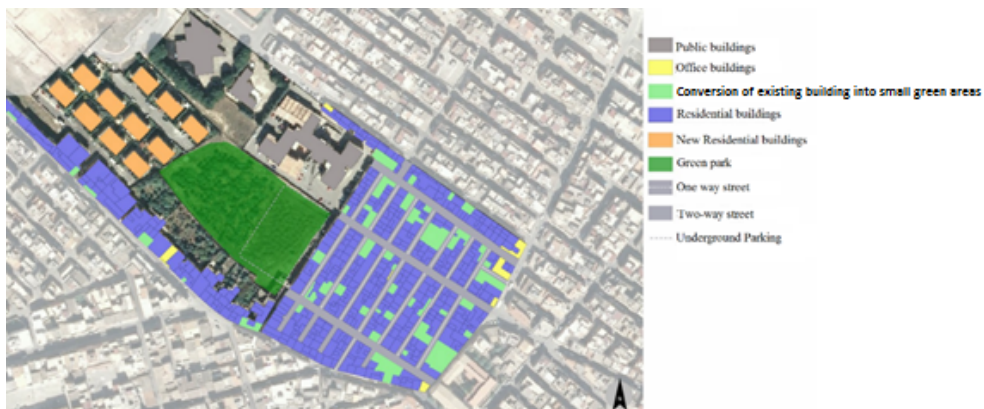 Public buildings
Office buildings
Conversion of existing building into small green areas
Residential buildings
New Residential buildings
Green park
One way street
Two-way street
Underground Parking